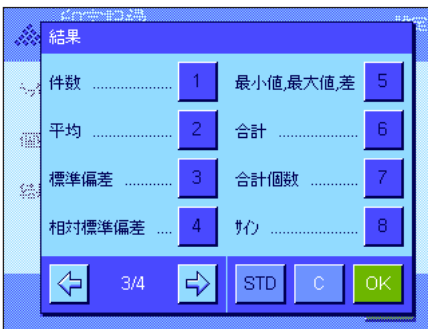 結果
件数 .................. 1
最小値,最大値,差 5
平均 .................. 2
合計 .................. 6
標準偏差 ........... 3
合計個数 ........... 7
相対標準偏差 .... 4
ｻｲﾝ .................... 8
3/4
STD
C
OK